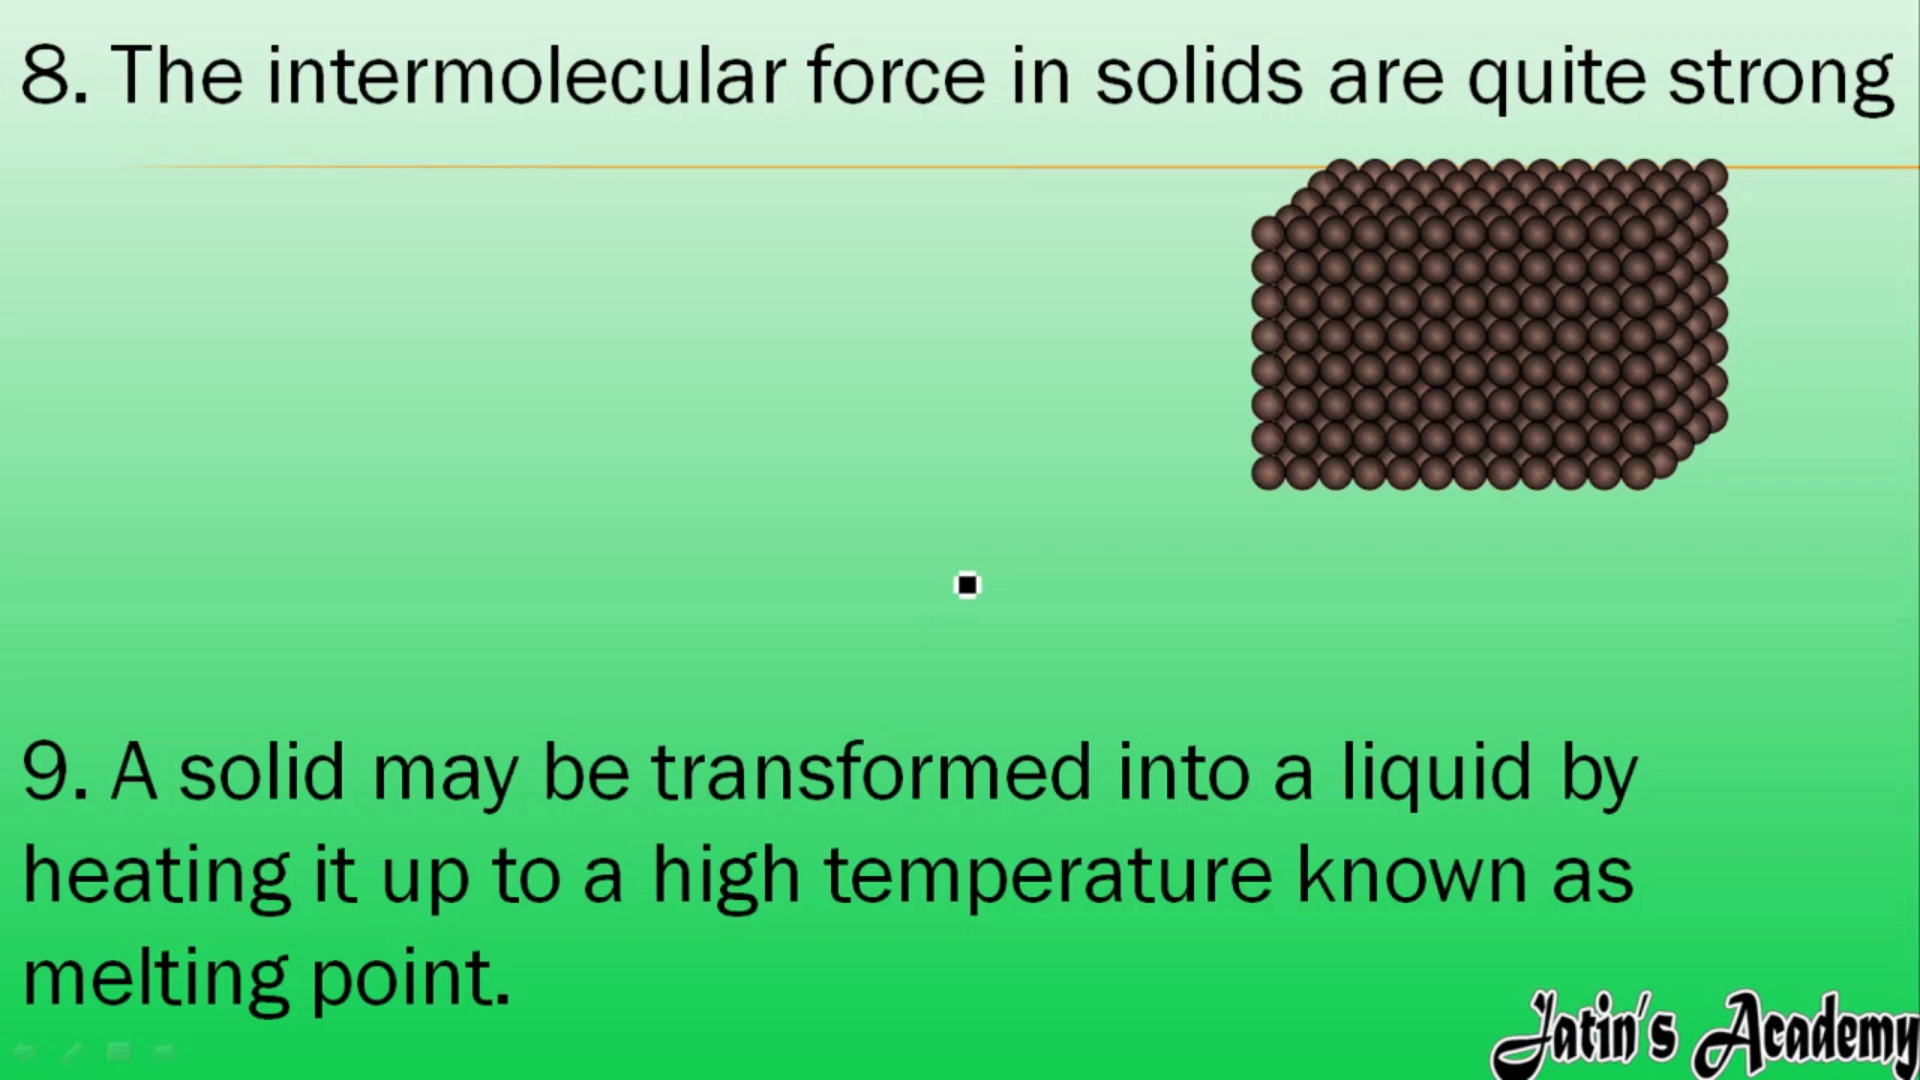 8. The intermolecular force in solids are quite strong
9. A solid may be transformed into a liquid by
heating it up to a high temperature known as
melting point.
Jatin's Academy